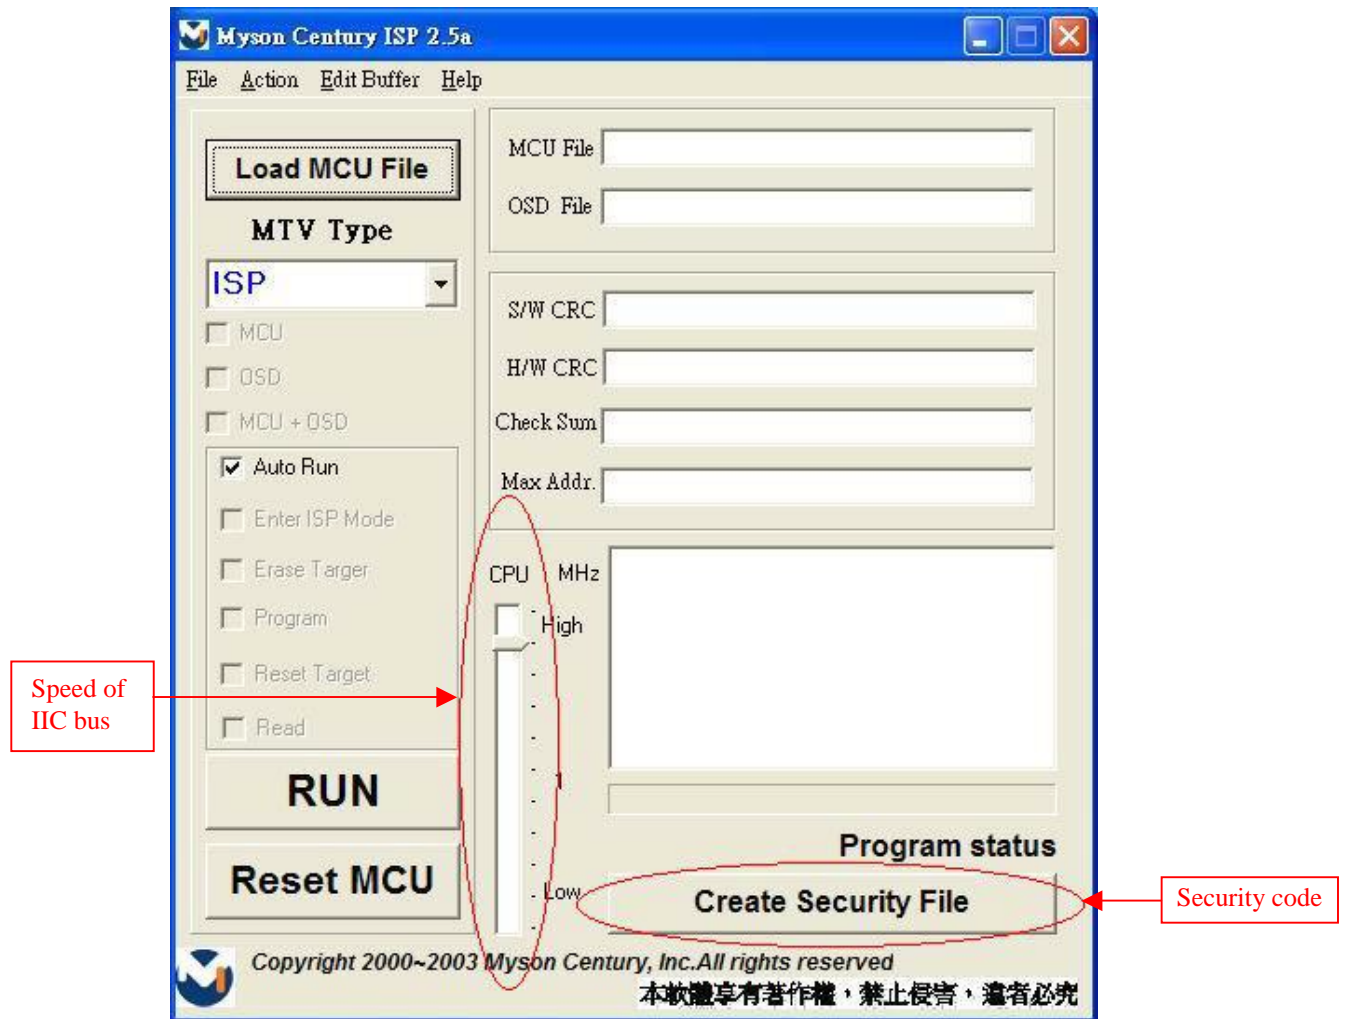 Myson Century ISP 2.5a
File Action Edit Buffer Help
Load MCU File
MTV Type
ISP
MCU
OSD
MCU + OSD
Auto Run
Enter ISP Mode
Erase Targer
Program
Reset Target
Read
RUN
Reset MCU
MCU File
OSD File
S/W CRC
H/W CRC
Check Sum
Max Addr.
CPU MHz
High
Low
Program status
Create Security File
Speed of
IIC bus
Security code
Copyright 2000~2003 Myson Century, Inc.All rights reserved
本軟體享有著作權，禁止侵害，違者必究